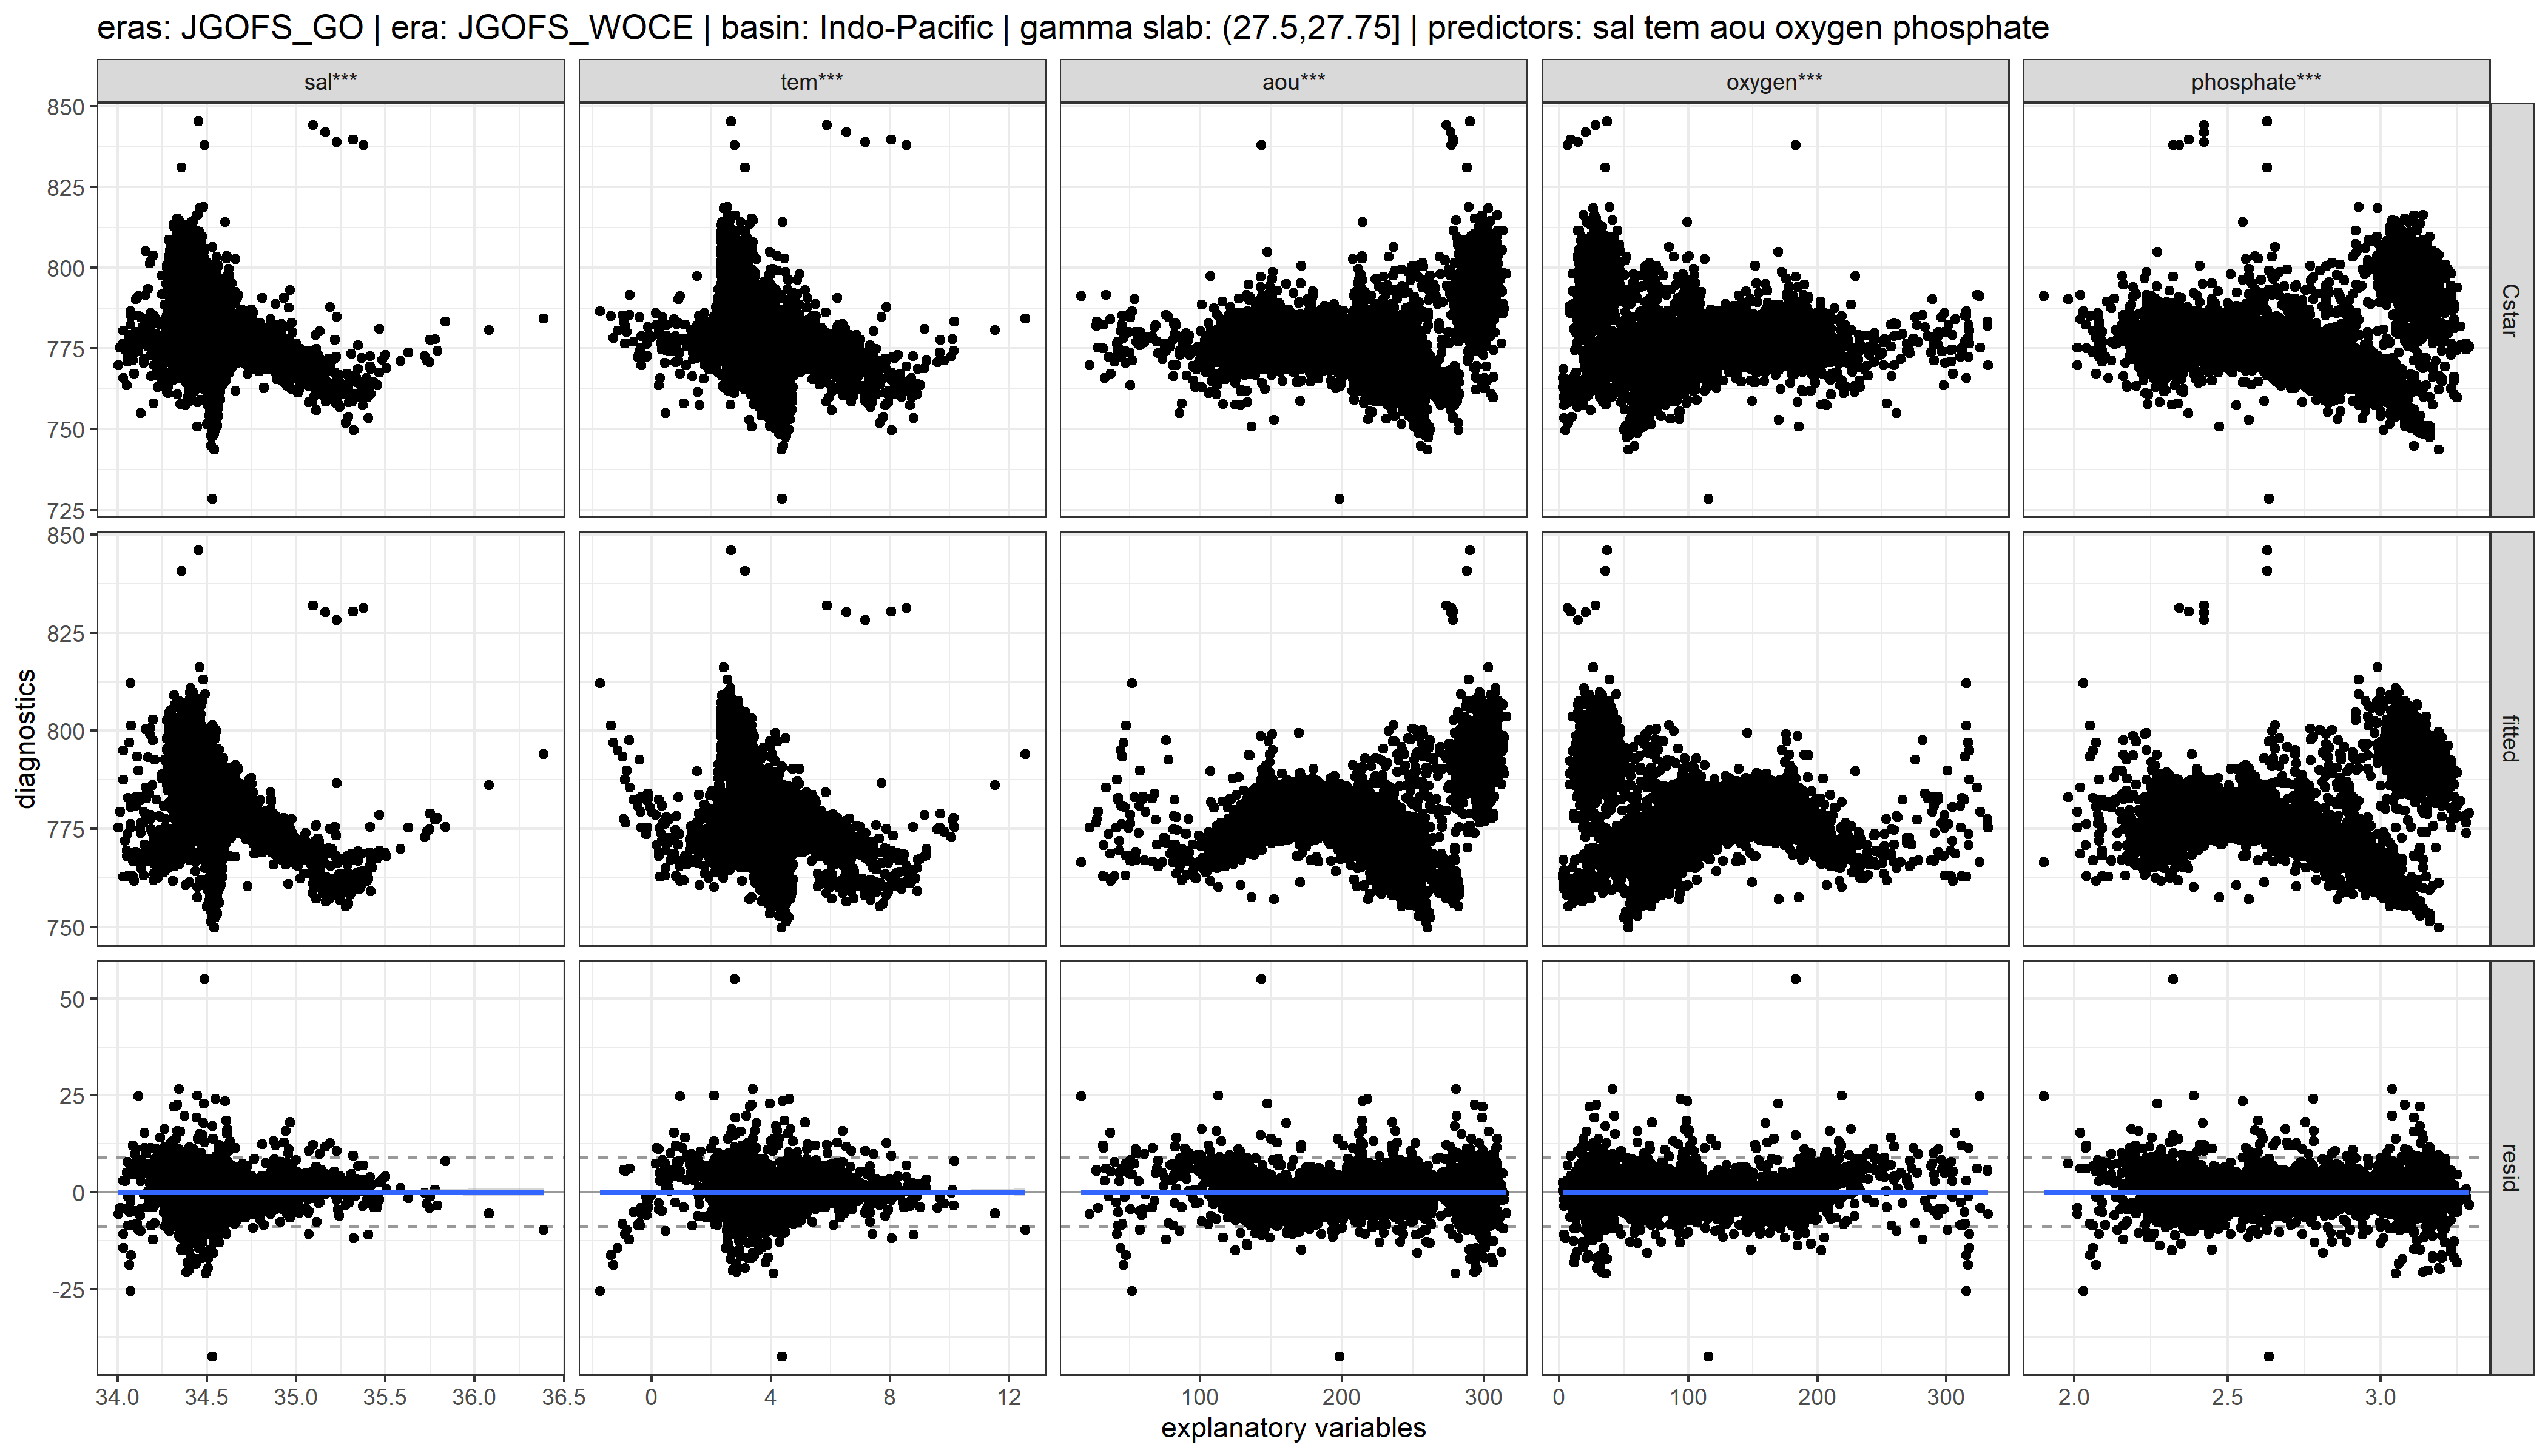 eras: JGOFS_GO | era: JGOFS_WOCE | basin: Indo-Pacific | gamma slab: (27.5,27.75] | predictors: sal tem aou oxygen phosphate
sal*** tem*** aou*** oxygen*** phosphate***
850
825
800
775
750
725
Cstar
850
825
800
775
750
fitted
diagnostics
50
25
0
-25
resid
34.0 34.5 35.0 35.5 36.0 36.5 0 4 8 12 100 200 300 0 100 200 300 2.0 2.5 3.0
explanatory variables